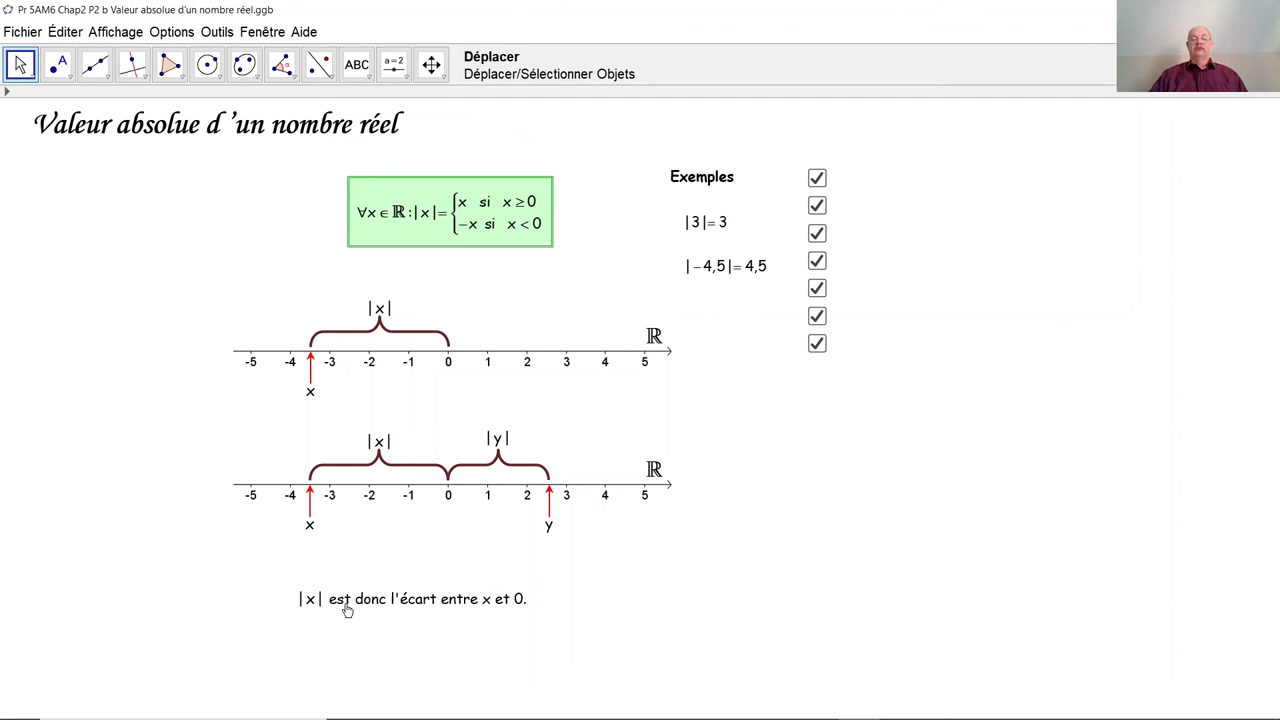 Pr 5AM6 Chap2 P2 b Valeur absolue d'un nombre réel.ggb
Fichier Éditer Affichage Options Outils Fenêtre Aide
A ABC a=2
Déplacer
Déplacer/Sélectionner Objets
Valeur absolue d 'un nombre réel
∀x∈ℝ:|x|={x si x≥0
−x si x<0
Exemples
|3|=3
|−4,5|=4,5
|x|
ℝ
-5 -4 -3 -2 -1 0 1 2 3 4 5
x
|x| |y|
ℝ
-5 -4 -3 -2 -1 0 1 2 3 4 5
x y
|x| est donc l'écart entre x et 0.